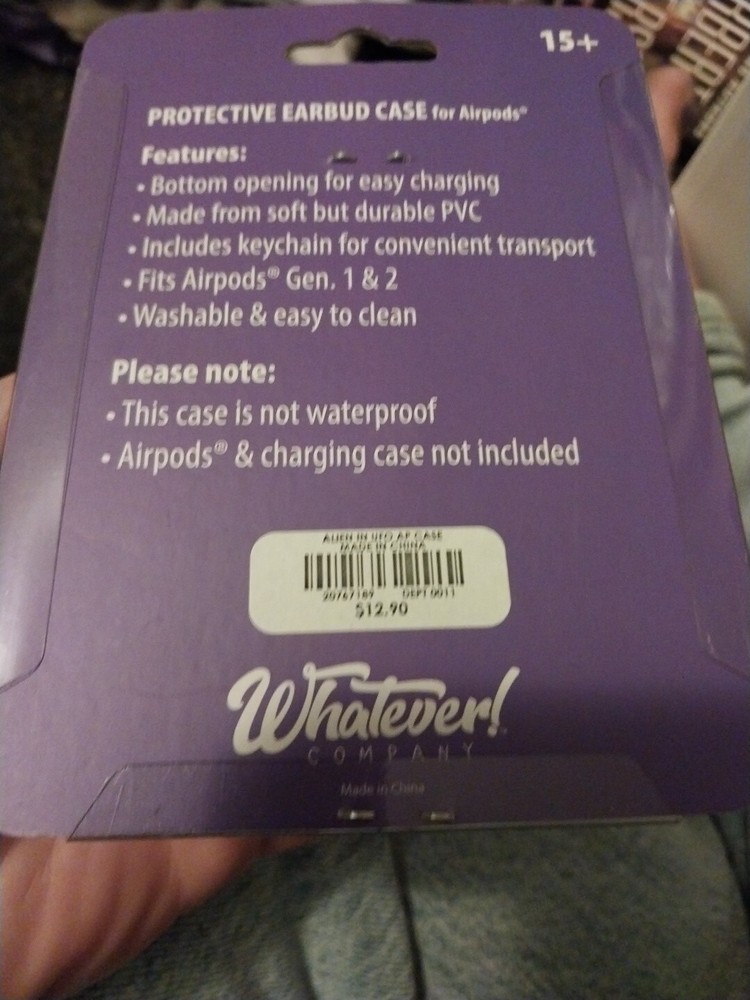 15+
PROTECTIVE EARBUD CASE for Airpods®
Features:
• Bottom opening for easy charging
• Made from soft but durable PVC
• Includes keychain for convenient transport
• Fits Airpods® Gen. 1 & 2
• Washable & easy to clean
Please note:
• This case is not waterproof
• Airpods® & charging case not included
ALIEN IN UFO AP CASE
MADE IN CHINA
20767189 DEPT 0011
$12.90
Whatever!
COMPANY
Made in China